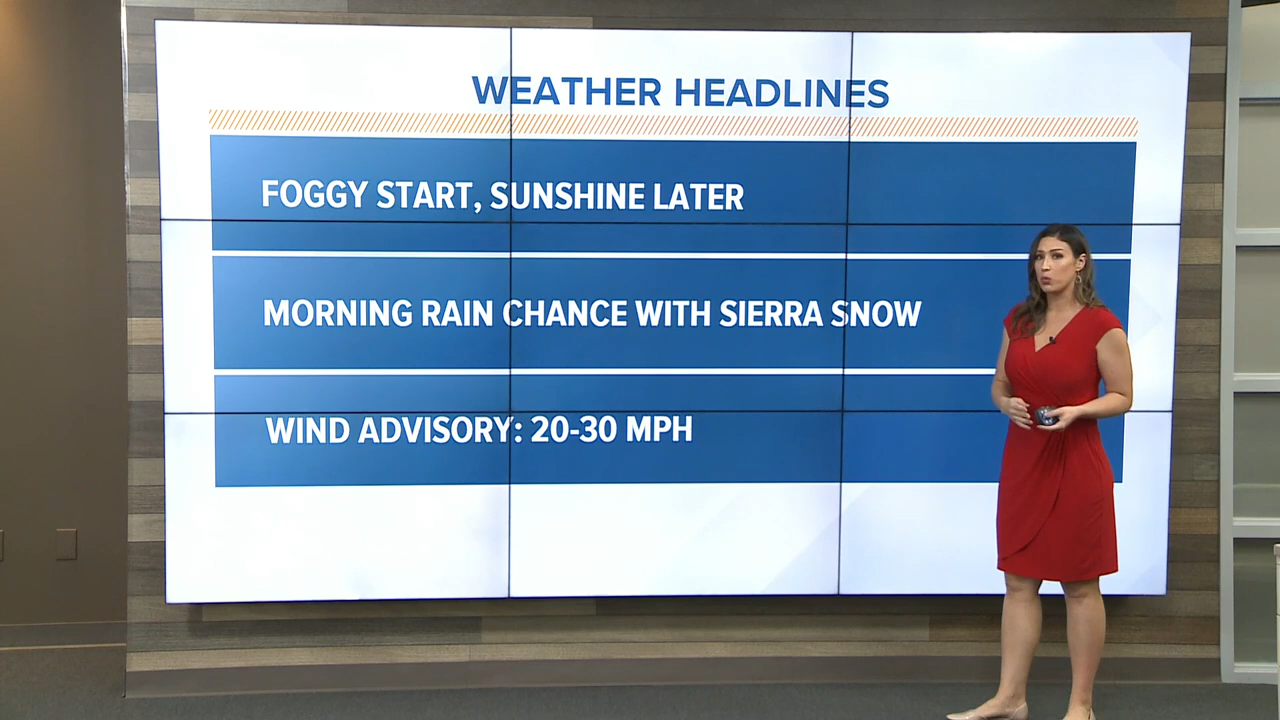 WEATHER HEADLINES
FOGGY START, SUNSHINE LATER
MORNING RAIN CHANCE WITH SIERRA SNOW
WIND ADVISORY: 20-30 MPH